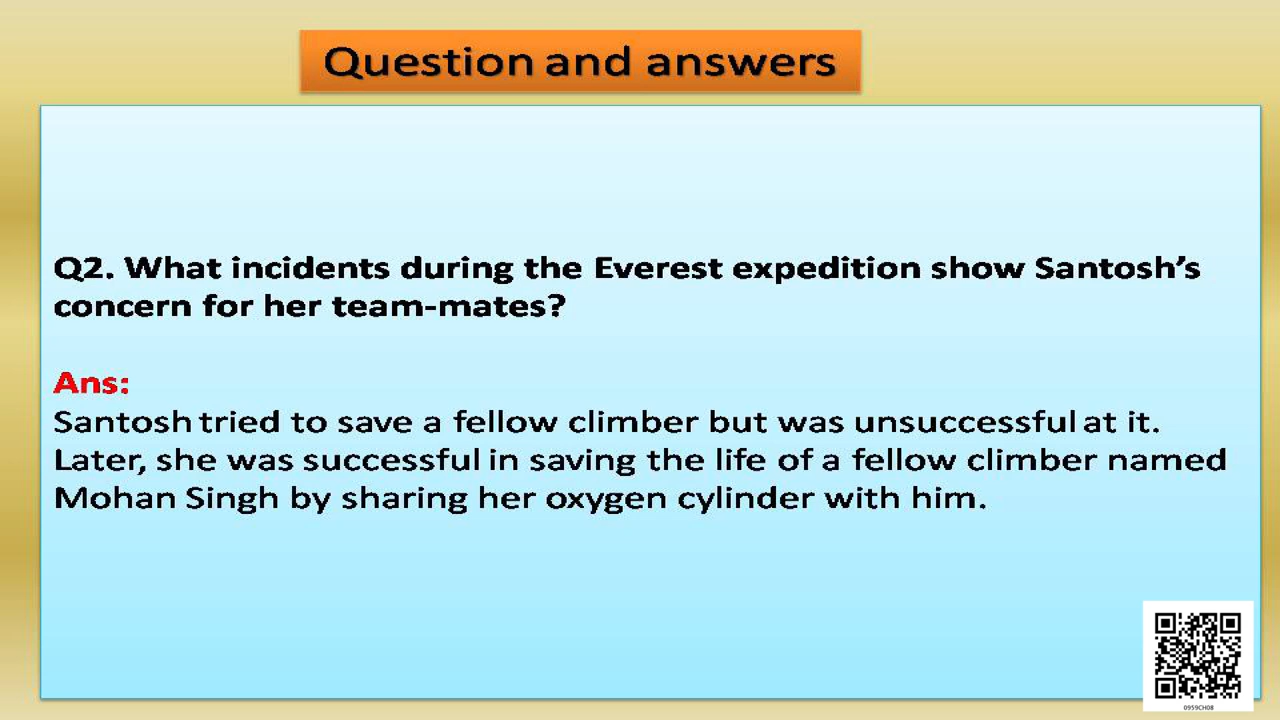 Question and answers
Q2. What incidents during the Everest expedition show Santosh’s
concern for her team-mates?
Ans:
Santosh tried to save a fellow climber but was unsuccessful at it.
Later, she was successful in saving the life of a fellow climber named
Mohan Singh by sharing her oxygen cylinder with him.
0959CH08